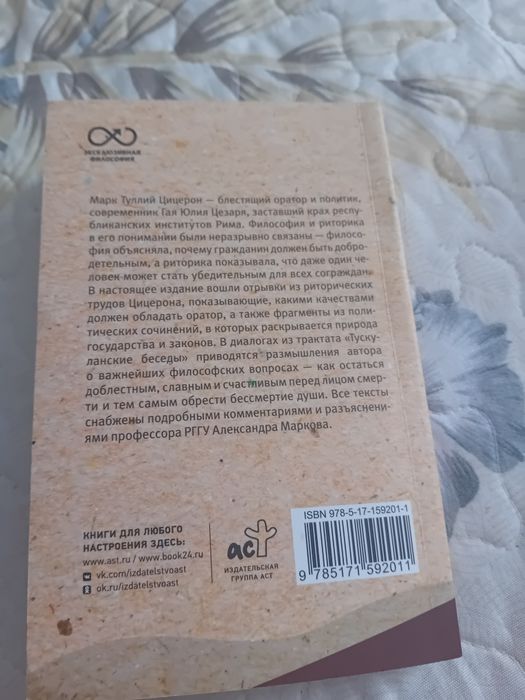 ЭКСКЛЮЗИВНАЯ
ФИЛОСОФИЯ
Марк Туллий Цицерон — блестящий оратор и политик,
современник Гая Юлия Цезаря, заставший крах респу-
бликанских институтов Рима. Философия и риторика
в его понимании были неразрывно связаны — филосо-
фия объясняла, почему гражданин должен быть добро-
детельным, а риторика показывала, что даже один че-
ловек может стать убедительным для всех сограждан.
В настоящее издание вошли отрывки из риторических
трудов Цицерона, показывающие, какими качествами
должен обладать оратор, а также фрагменты из поли-
тических сочинений, в которых раскрывается природа
государства и законов. В диалогах из трактата «Туску-
ланские беседы» приводятся размышления автора
о важнейших философских вопросах — как остаться
доблестным, славным и счастливым перед лицом смер-
ти и тем самым обрести бессмертие души. Все тексты
снабжены подробными комментариями и разъяснени-
ями профессора РГГУ Александра Маркова.
КНИГИ ДЛЯ ЛЮБОГО
НАСТРОЕНИЯ ЗДЕСЬ:
www.ast.ru / www.book24.ru
vk.com/izdatelstvoast
ok.ru/izdatelstvoast
аст
ИЗДАТЕЛЬСКАЯ
ГРУППА АСТ
ISBN 978-5-17-159201-1
9 785171 592011